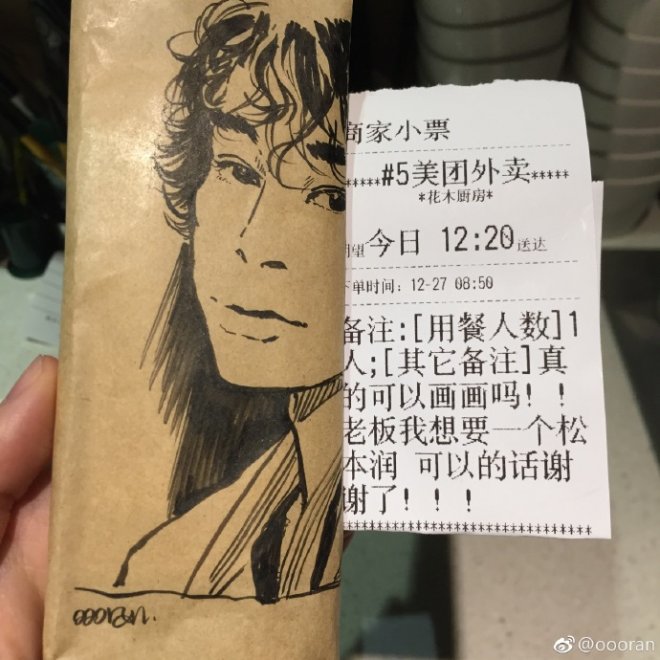 商家小票
*****#5美团外卖*****
*花木厨房*
期望今日 12:20送达
下单时间: 12-27 08:50
备注:[用餐人数]1
人;[其它备注]真
的可以画画吗!!
老板我想要一个松
本润 可以的话谢
谢了!!!
@oooran